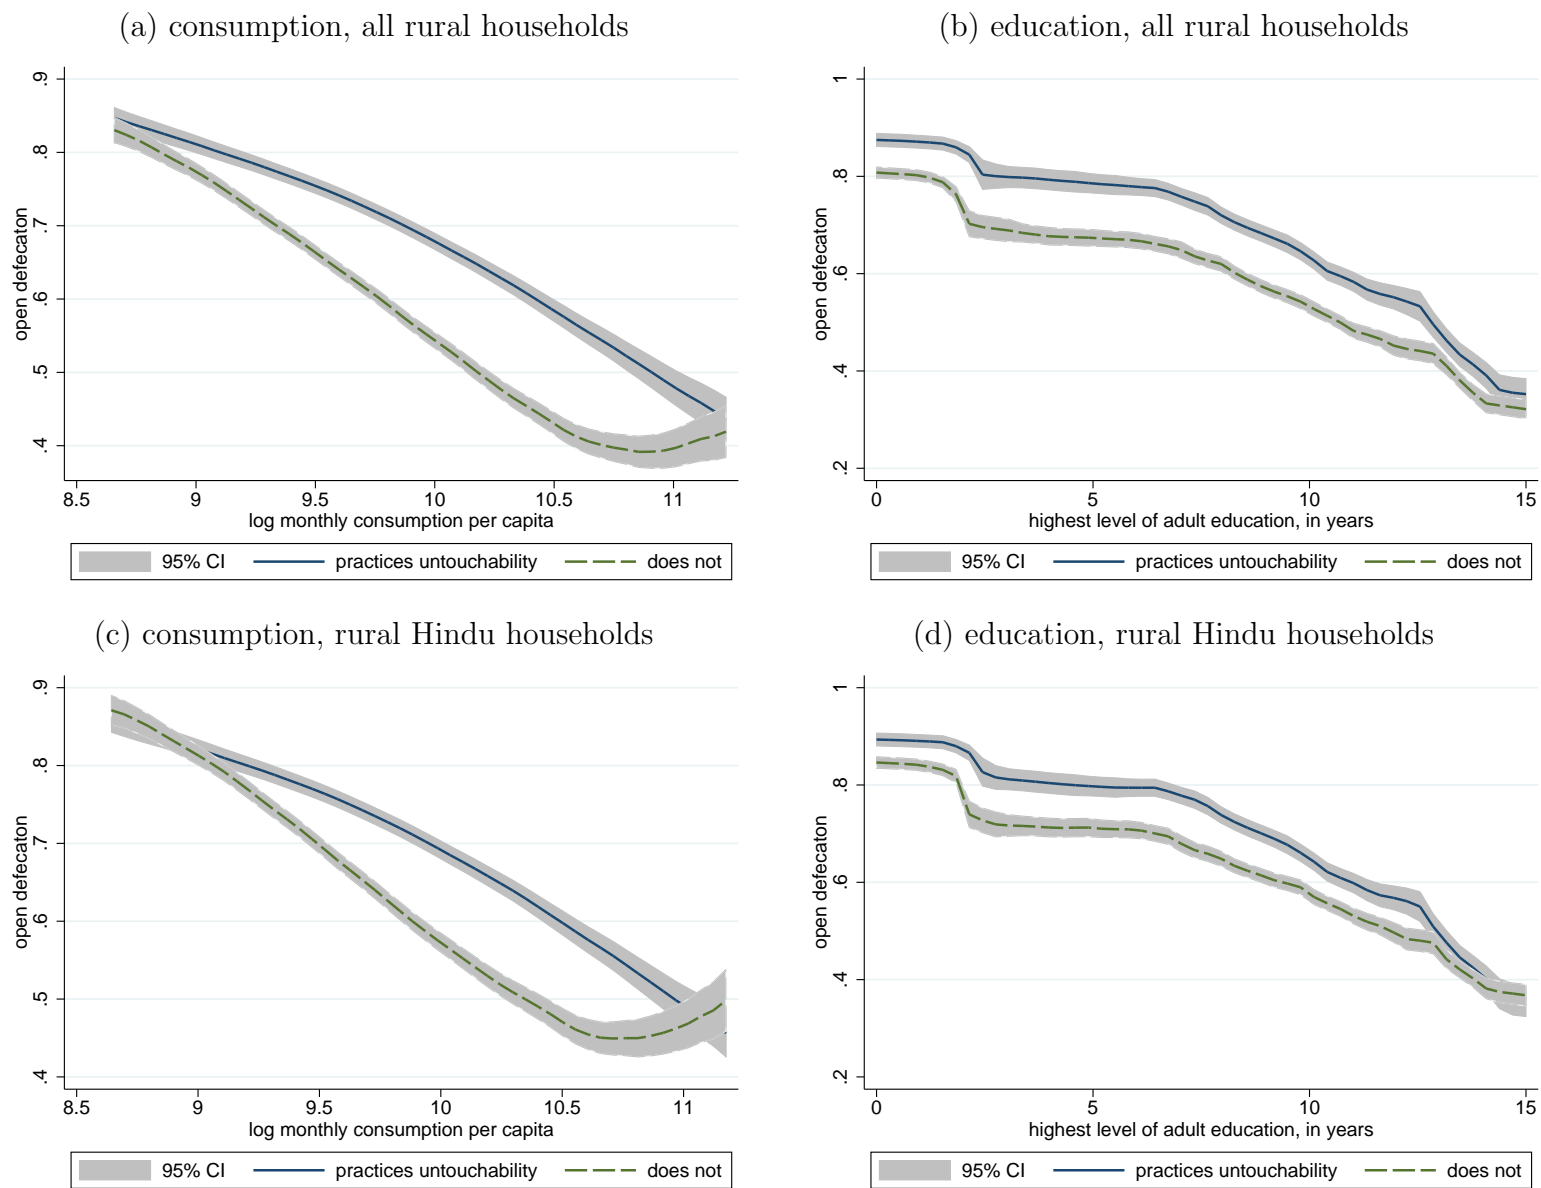 (a) consumption, all rural households
.9
.8
.7
.6
.5
.4
open defecaton
8.5 9 9.5 10 10.5 11
log monthly consumption per capita
95% CI practices untouchability does not
(b) education, all rural households
1
.8
.6
.4
.2
open defecaton
0 5 10 15
highest level of adult education, in years
95% CI practices untouchability does not
(c) consumption, rural Hindu households
.9
.8
.7
.6
.5
.4
open defecaton
8.5 9 9.5 10 10.5 11
log monthly consumption per capita
95% CI practices untouchability does not
(d) education, rural Hindu households
1
.8
.6
.4
.2
open defecaton
0 5 10 15
highest level of adult education, in years
95% CI practices untouchability does not